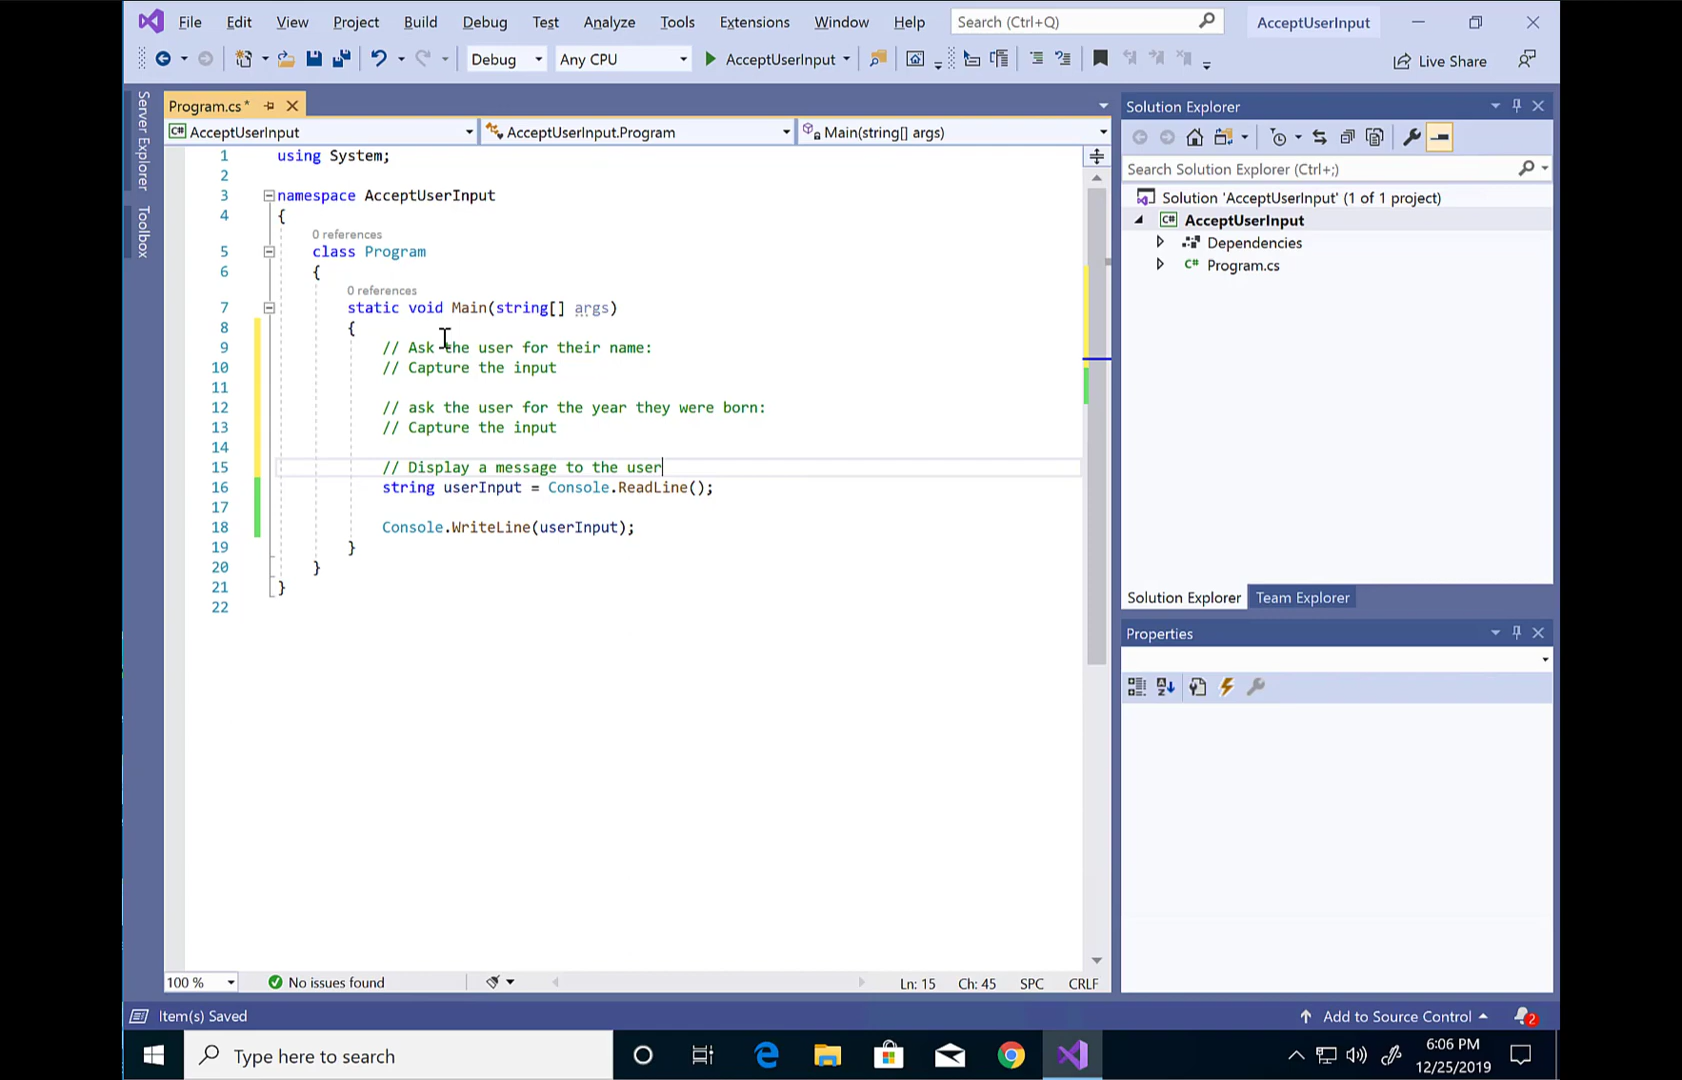 File Edit View Project Build Debug Test Analyze Tools Extensions Window Help Search (Ctrl+Q) AcceptUserInput
Debug Any CPU AcceptUserInput Live Share
Server Explorer
Toolbox
Program.cs*
AcceptUserInput AcceptUserInput.Program Main(string[] args)
1 using System;
2
3 namespace AcceptUserInput
4 {
0 references
5 class Program
6 {
0 references
7 static void Main(string[] args)
8 {
9 // Ask the user for their name:
10 // Capture the input
11
12 // ask the user for the year they were born:
13 // Capture the input
14
15 // Display a message to the user
16 string userInput = Console.ReadLine();
17
18 Console.WriteLine(userInput);
19 }
20 }
21 }
22
100 % No issues found Ln: 15 Ch: 45 SPC CRLF
Solution Explorer
Search Solution Explorer (Ctrl+;)
Solution 'AcceptUserInput' (1 of 1 project)
C# AcceptUserInput
Dependencies
C# Program.cs
Solution Explorer Team Explorer
Properties
Item(s) Saved Add to Source Control 2
Type here to search 6:06 PM
12/25/2019